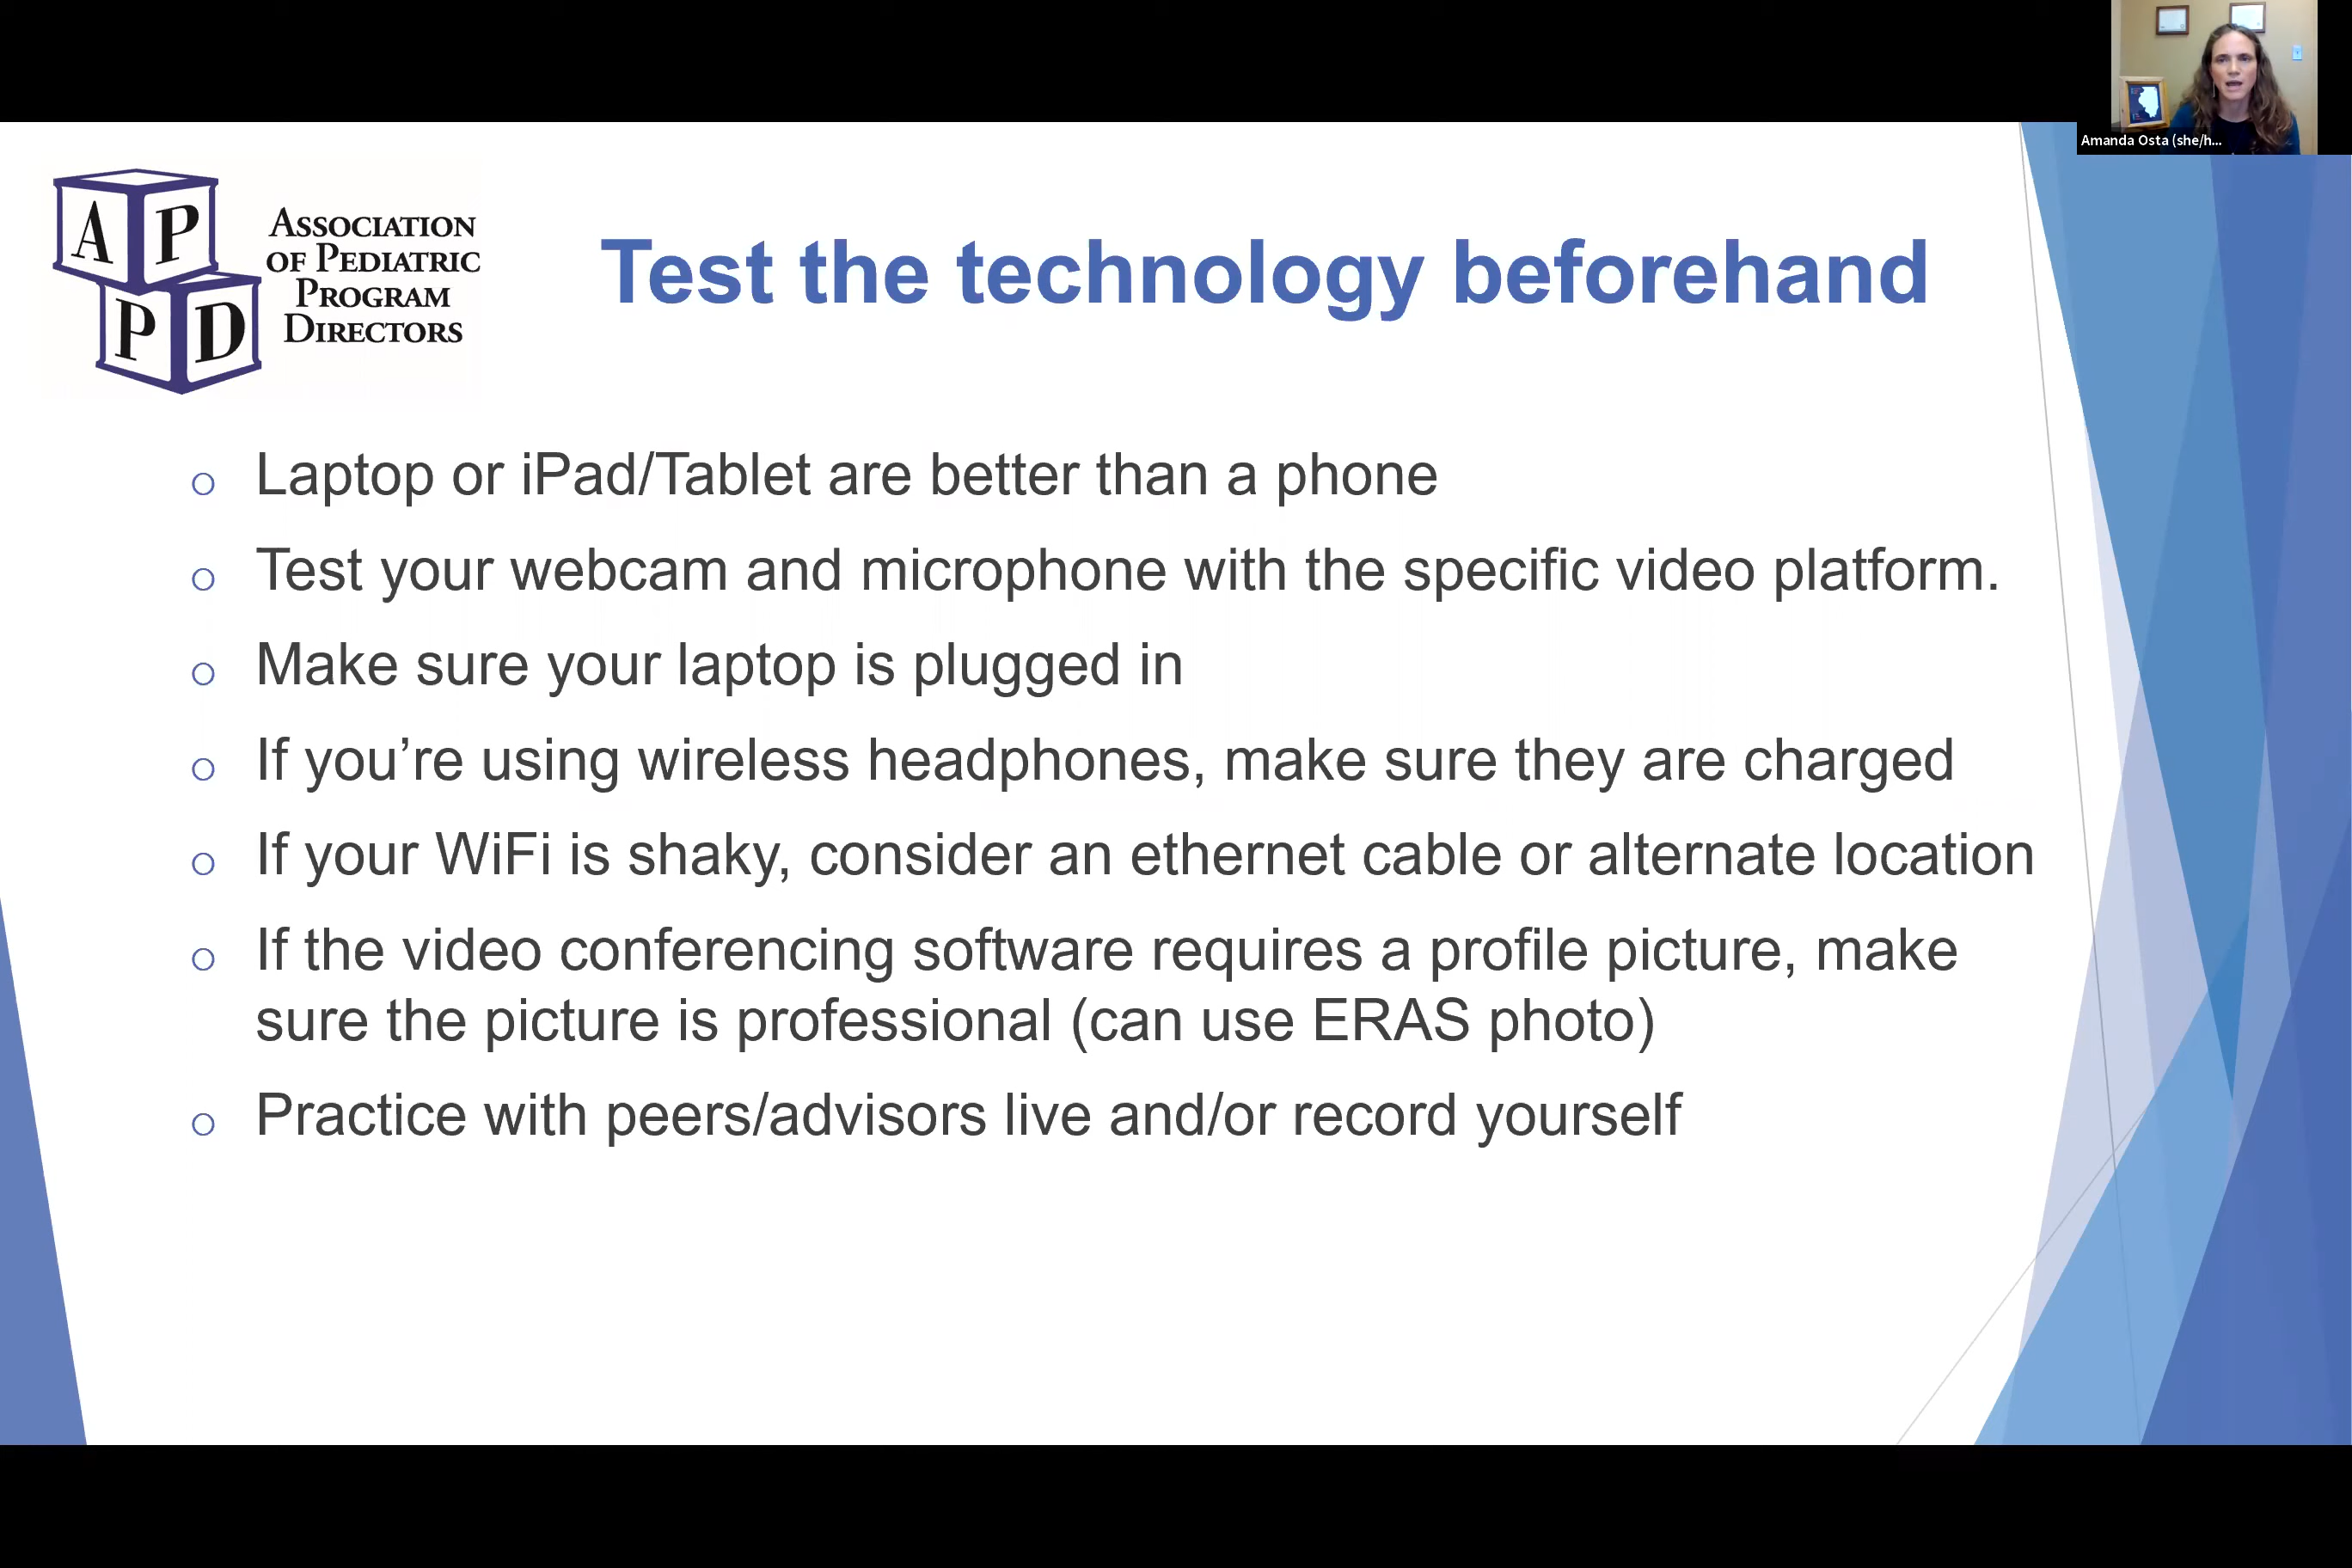 Amanda Osta (she/h...
A P
P D
ASSOCIATION
OF PEDIATRIC
PROGRAM
DIRECTORS
Test the technology beforehand
Laptop or iPad/Tablet are better than a phone
Test your webcam and microphone with the specific video platform.
Make sure your laptop is plugged in
If you’re using wireless headphones, make sure they are charged
If your WiFi is shaky, consider an ethernet cable or alternate location
If the video conferencing software requires a profile picture, make
sure the picture is professional (can use ERAS photo)
Practice with peers/advisors live and/or record yourself